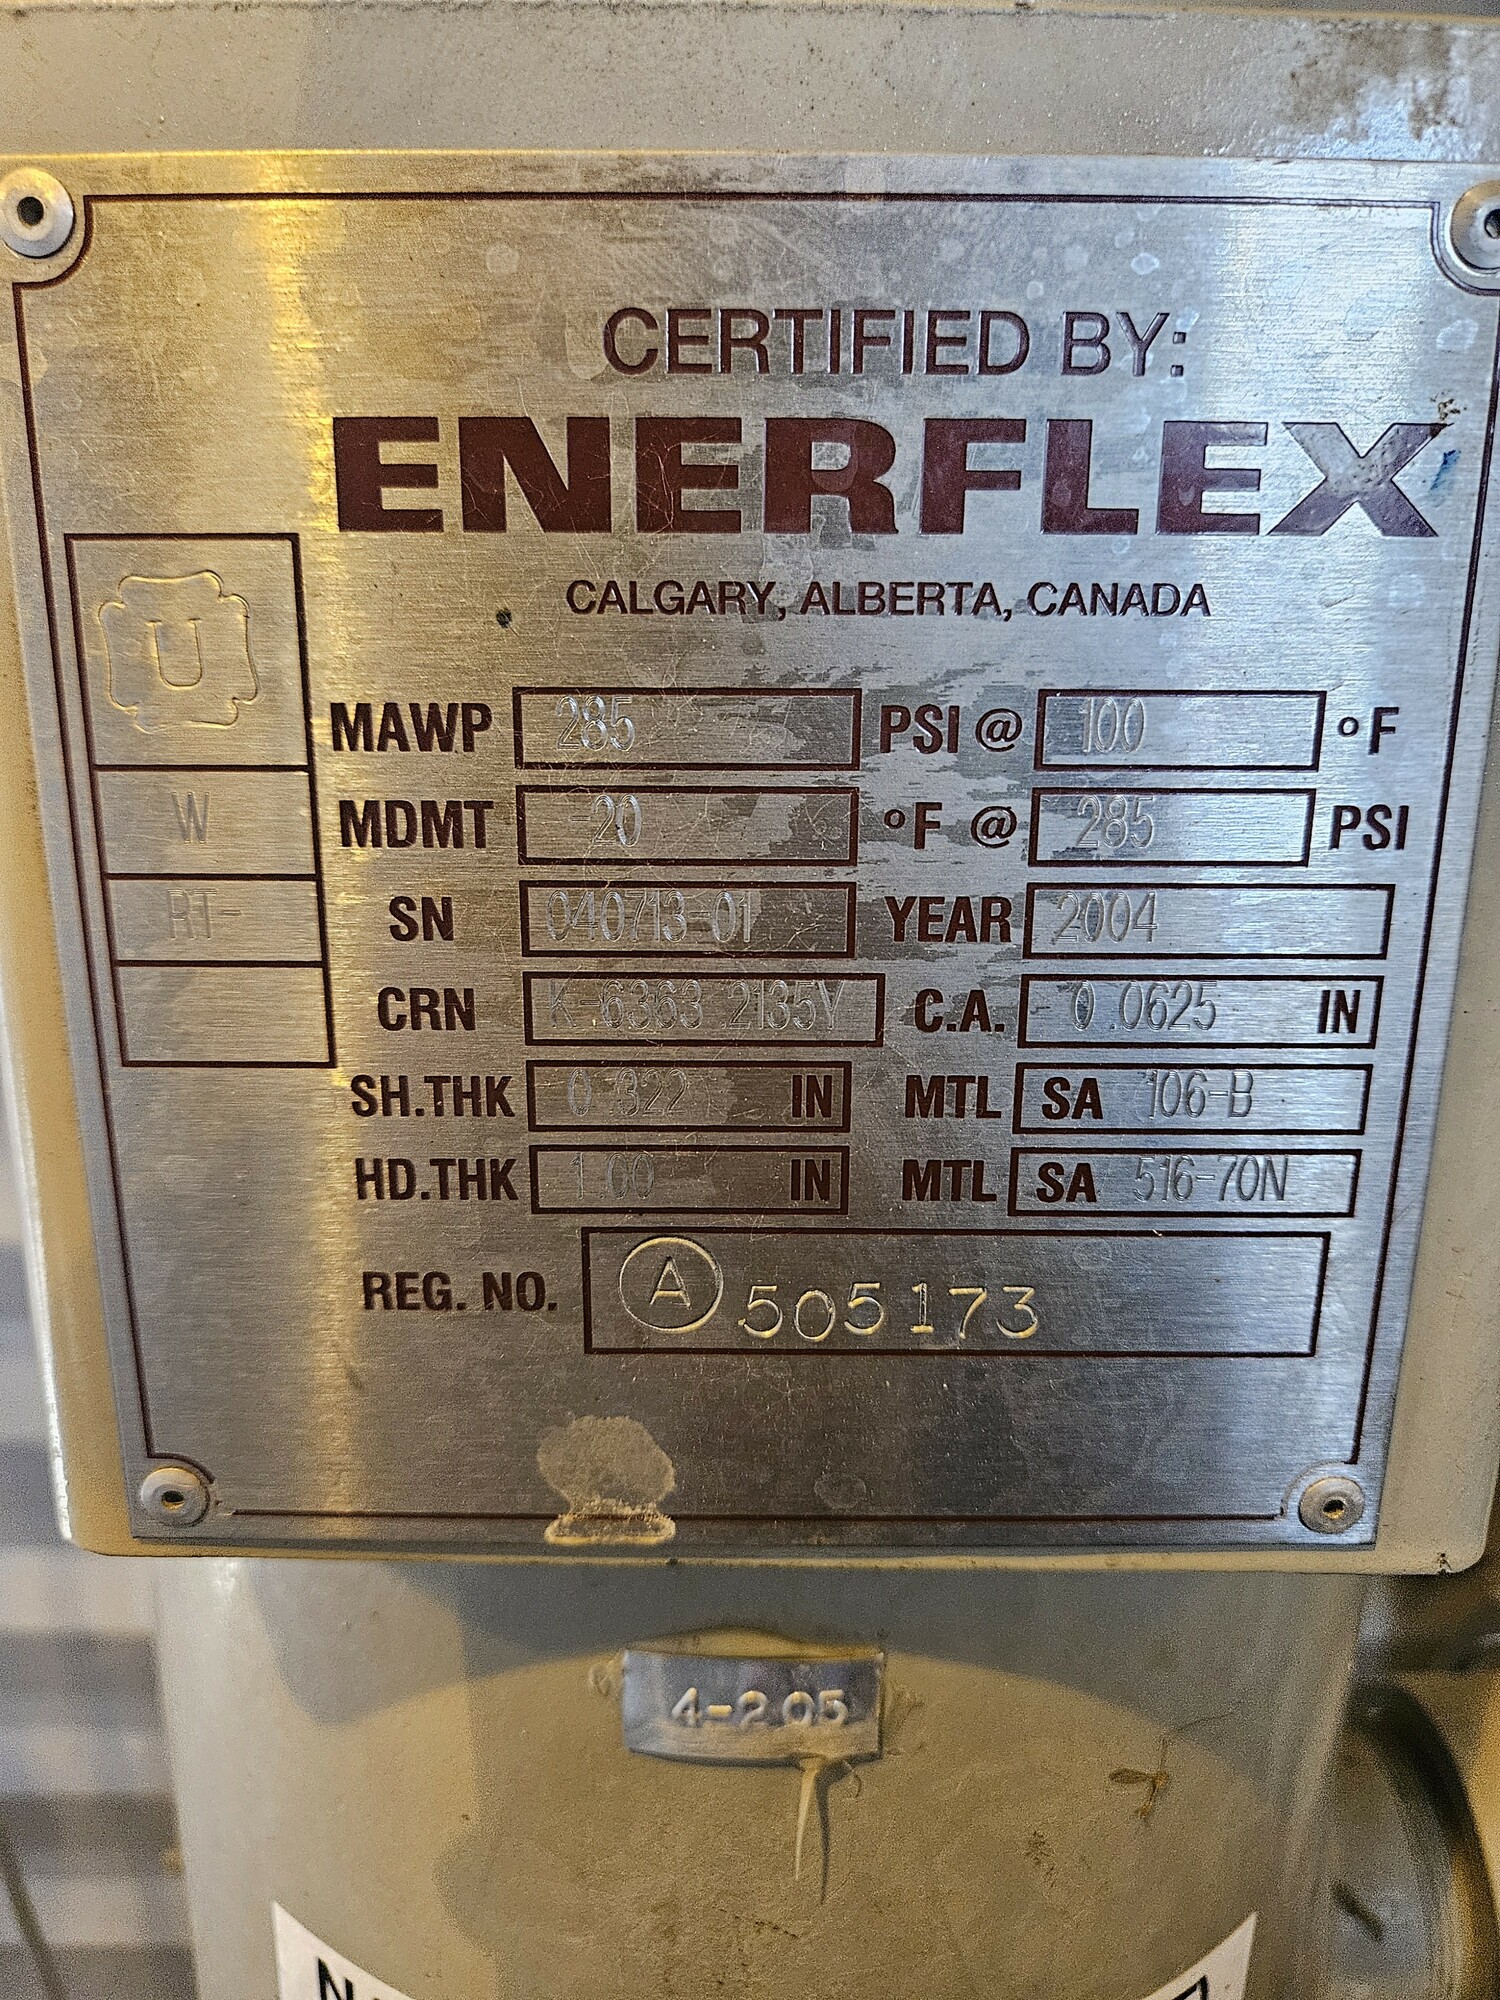 CERTIFIED BY:
ENERFLEX
CALGARY, ALBERTA, CANADA
U
W
RT-
MAWP 285 PSI @ 100 °F
MDMT -20 °F @ 285 PSI
SN 040713-01 YEAR 2004
CRN K-6363.2135Y C.A. 0.0625 IN
SH.THK 0.322 IN MTL SA 106-B
HD.THK 1.00 IN MTL SA 516-70N
REG. NO. A 505173
4-205